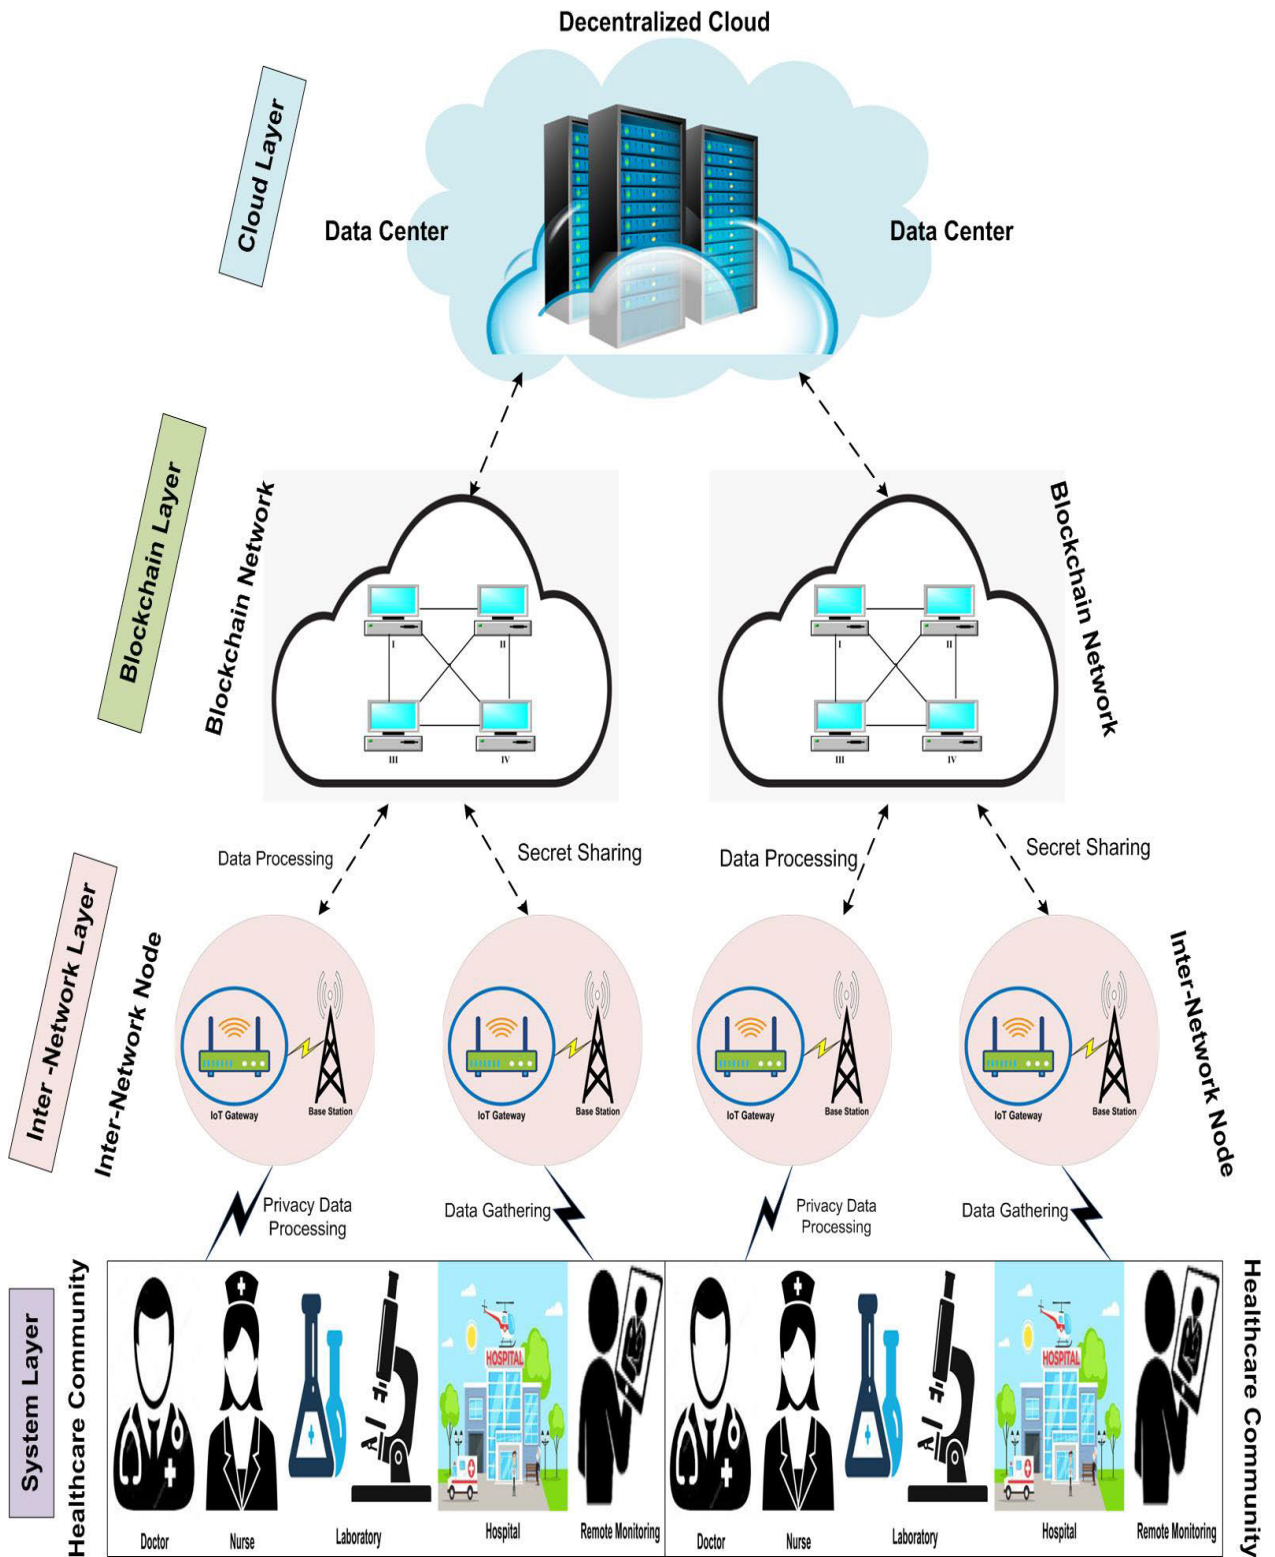 Decentralized Cloud
Cloud Layer
Data Center
Data Center
Blockchain Layer
Blockchain Network
Blockchain Network
I
II
III
IV
I
II
III
IV
Data Processing
Secret Sharing
Data Processing
Secret Sharing
Inter -Network Layer
Inter-Network Node
Inter-Network Node
IoT Gateway
Base Station
IoT Gateway
Base Station
IoT Gateway
Base Station
IoT Gateway
Base Station
Privacy Data
Processing
Data Gathering
Privacy Data
Processing
Data Gathering
System Layer
Healthcare Community
Healthcare Community
HOSPITAL
HOSPITAL
Doctor
Nurse
Laboratory
Hospital
Remote Monitoring
Doctor
Nurse
Laboratory
Hospital
Remote Monitoring